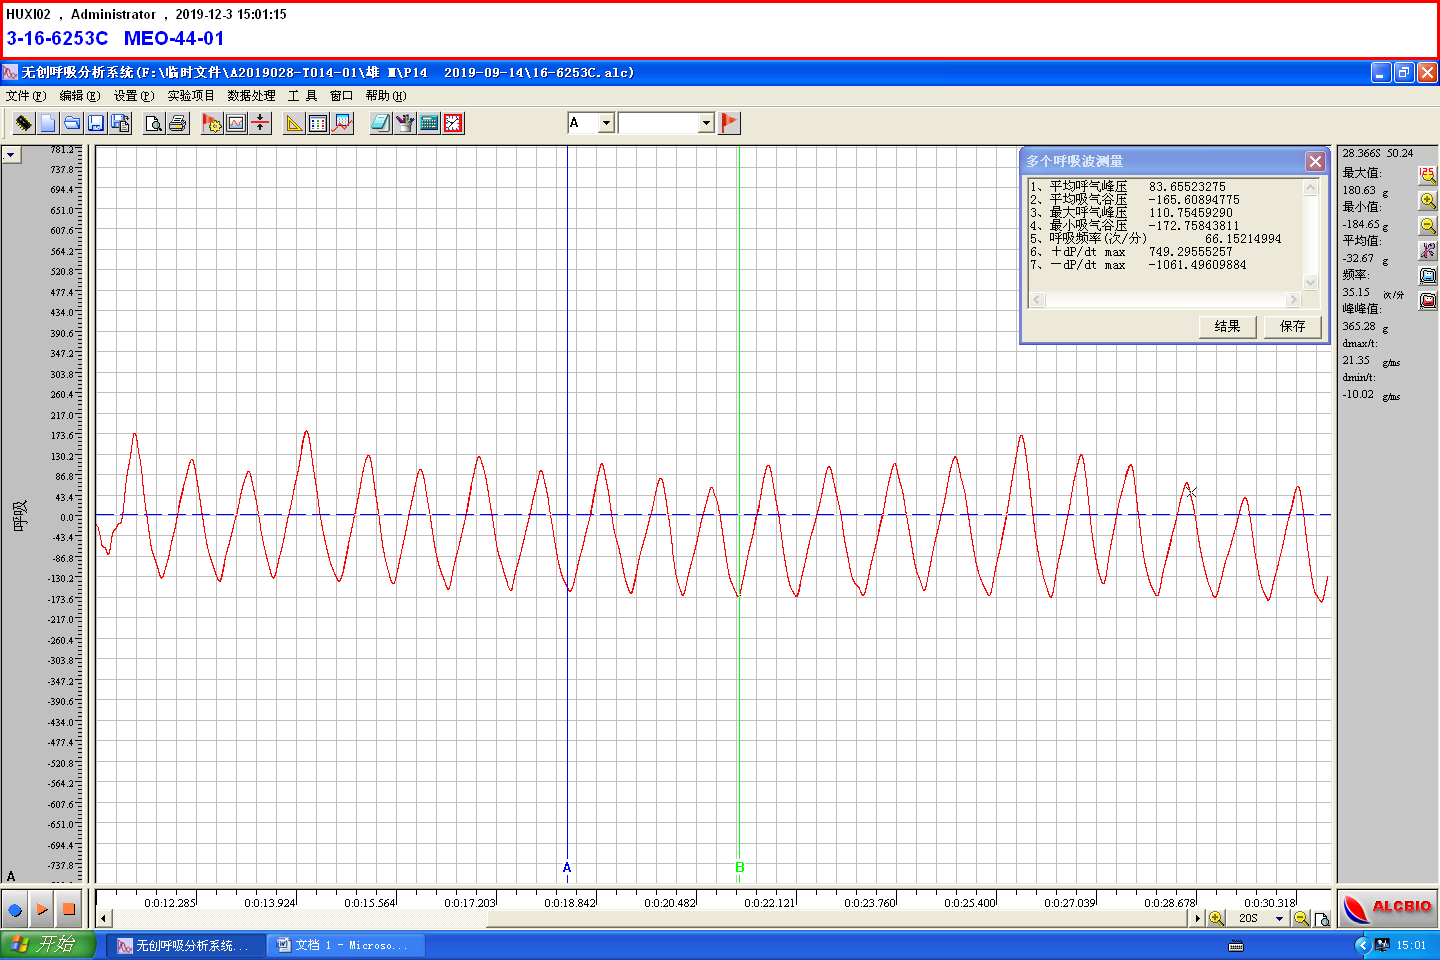 HUXI02 , Administrator , 2019-12-3 15:01:15
3-16-6253C MEO-44-01
无创呼吸分析系统(F:\临时文件\A2019028-T014-01\雄 M\P14 2019-09-14\16-6253C.alc)
文件(F) 编辑(E) 设置(P) 实验项目 数据处理 工 具 窗口 帮助(H)
A
781.2
737.8
694.4
651.0
607.6
564.2
520.8
477.4
434.0
390.6
347.2
303.8
260.4
217.0
173.6
130.2
86.8
43.4
0.0
-43.4
-86.8
-130.2
-173.6
-217.0
-260.4
-303.8
-347.2
-390.6
-434.0
-477.4
-520.8
-564.2
-607.6
-651.0
-694.4
-737.8
呼吸
A
多个呼吸波测量
1、平均呼气峰压 83.65523275
2、平均吸气谷压 -165.60894775
3、最大呼气峰压 110.75459290
4、最小吸气谷压 -172.75843811
5、呼吸频率(次/分) 66.15214994
6、＋dP/dt max 749.29555257
7、－dP/dt max -1061.49609884
结果 保存
28.366S 50.24
最大值:
180.63 g
最小值:
-184.65 g
平均值:
-32.67 g
频率:
35.15 次/分
峰峰值:
365.28 g
dmax/t:
21.35 g/ms
dmin/t:
-10.02 g/ms
125
A B
0:0:12.285 0:0:13.924 0:0:15.564 0:0:17.203 0:0:18.842 0:0:20.482 0:0:22.121 0:0:23.760 0:0:25.400 0:0:27.039 0:0:28.678 0:0:30.318
20S
ALCBIO
开始 无创呼吸分析系统... 文档 1 - Microso... 15:01